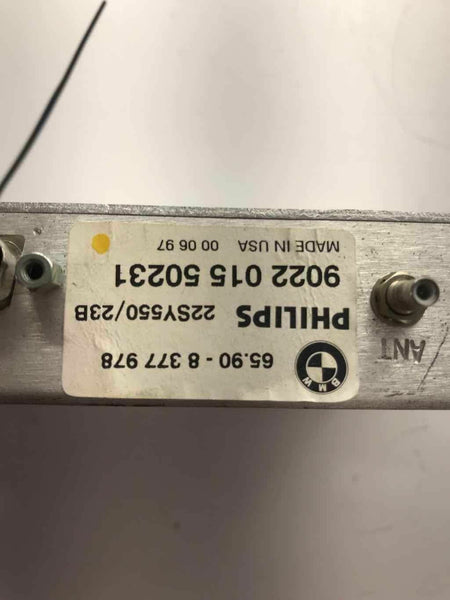 BMW
65.90 - 8 377 978
PHILIPS 22SY550/23B
9022 015 50231
MADE IN USA 00 06 97
ANT